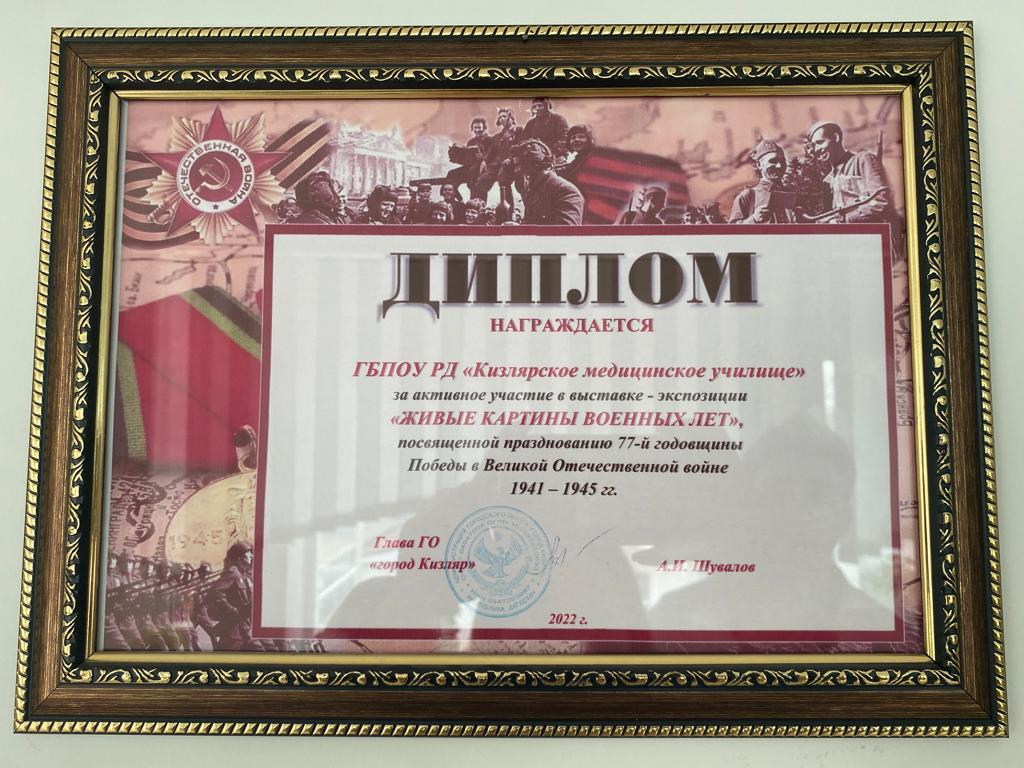 ОТЕЧЕСТВЕННАЯ ВОЙНА
ДИПЛОМ
НАГРАЖДАЕТСЯ
ГБПОУ РД «Кизлярское медицинское училище»
за активное участие в выставке - экспозиции
«ЖИВЫЕ КАРТИНЫ ВОЕННЫХ ЛЕТ»,
посвященной празднованию 77-й годовщины
Победы в Великой Отечественной войне
1941 – 1945 гг.
Глава ГО
«город Кизляр»
А.И. Шувалов
2022 г.